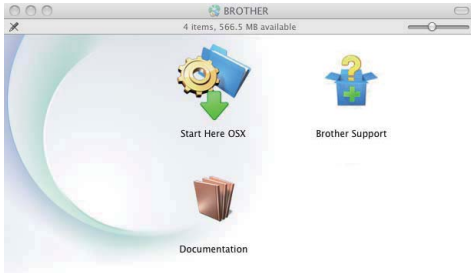 BROTHER
4 items, 566.5 MB available
Start Here OSX
Brother Support
Documentation